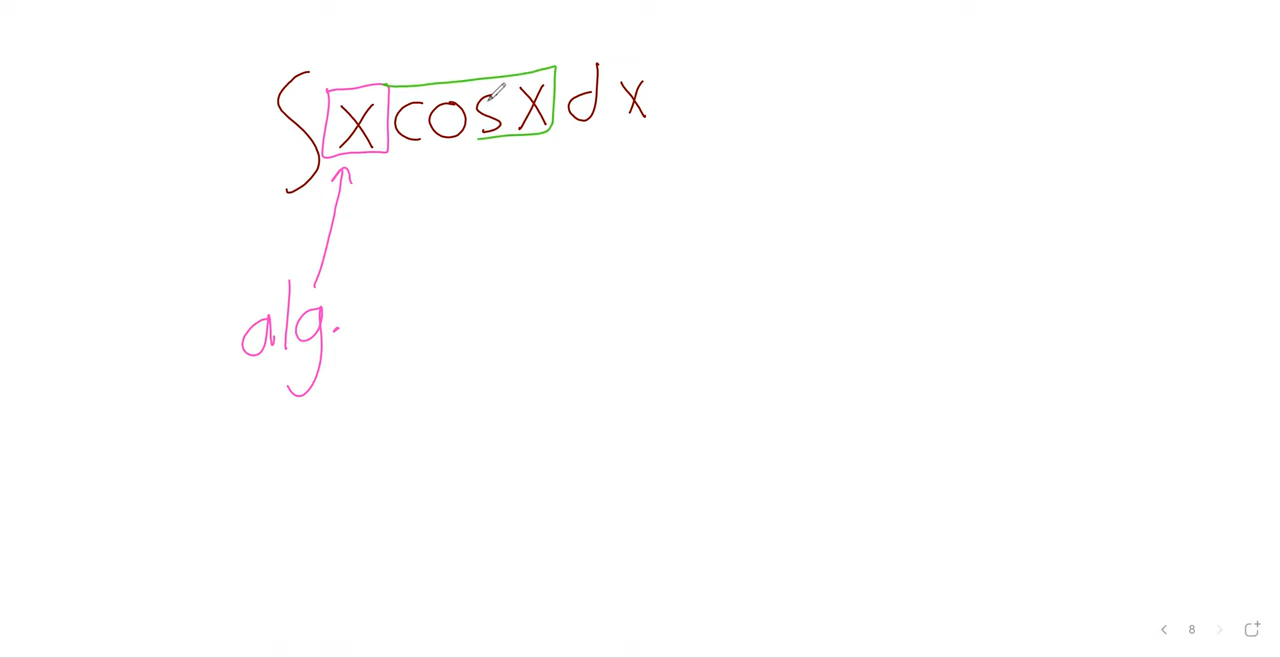 ∫ x cos x dx
alg.
8